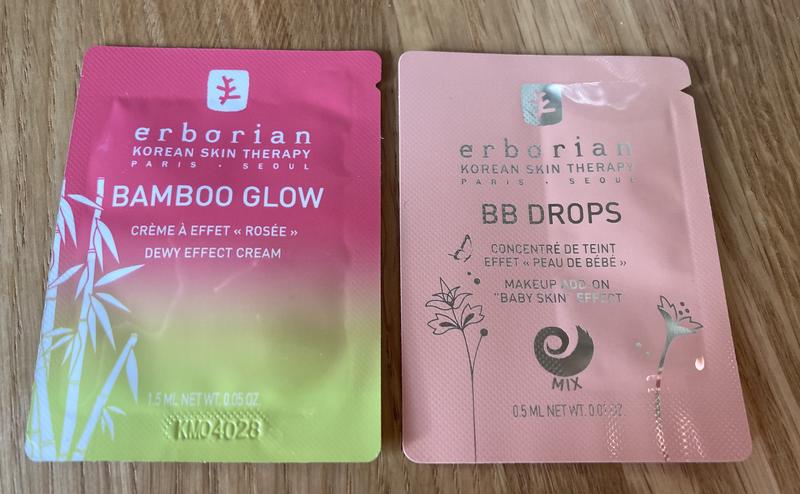 erborian
KOREAN SKIN THERAPY
PARIS · SEOUL
BAMBOO GLOW
CRÈME À EFFET « ROSÉE »
DEWY EFFECT CREAM
1.5 ML NET WT. 0.05 OZ.
KM04028
erborian
KOREAN SKIN THERAPY
PARIS · SEOUL
BB DROPS
CONCENTRÉ DE TEINT
EFFET « PEAU DE BÉBÉ »
MAKEUP ADD-ON
"BABY SKIN" EFFECT
MIX
0.5 ML NET WT. OZ.